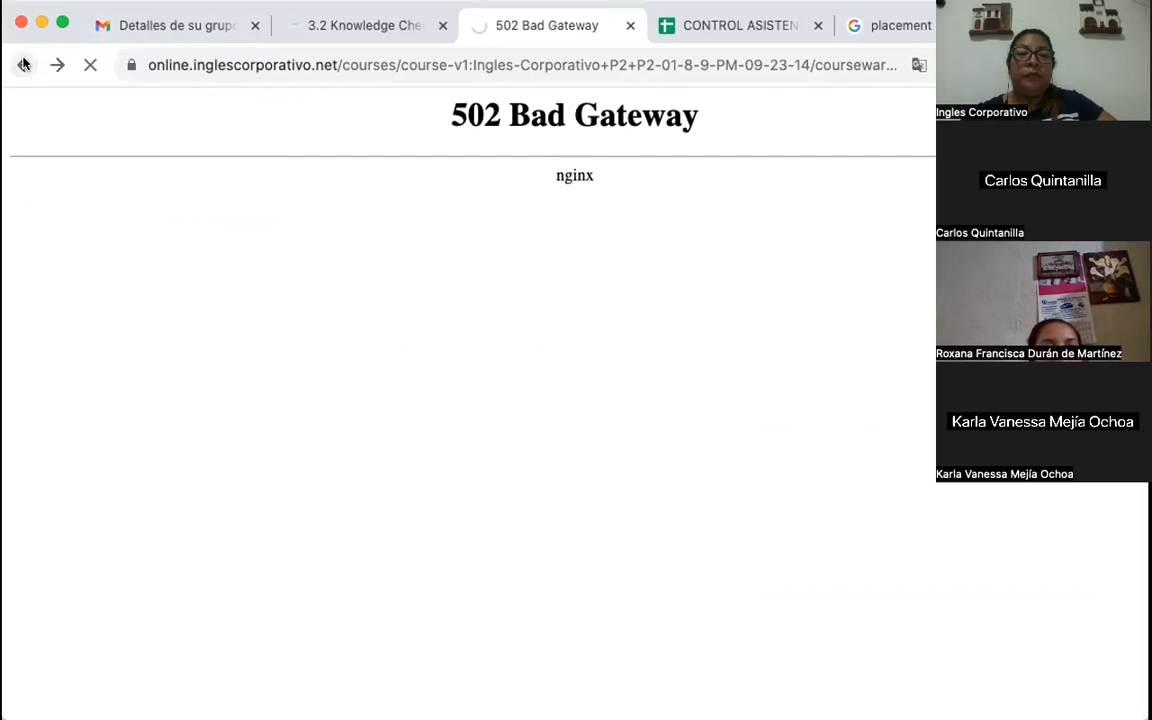 Detalles de su grupo
3.2 Knowledge Che
502 Bad Gateway
CONTROL ASISTEN
placement
online.inglescorporativo.net/courses/course-v1:Ingles-Corporativo+P2+P2-01-8-9-PM-09-23-14/coursewar...
502 Bad Gateway
nginx
Ingles Corporativo
Carlos Quintanilla
Carlos Quintanilla
Roxana Francisca Durán de Martínez
Karla Vanessa Mejía Ochoa
Karla Vanessa Mejía Ochoa